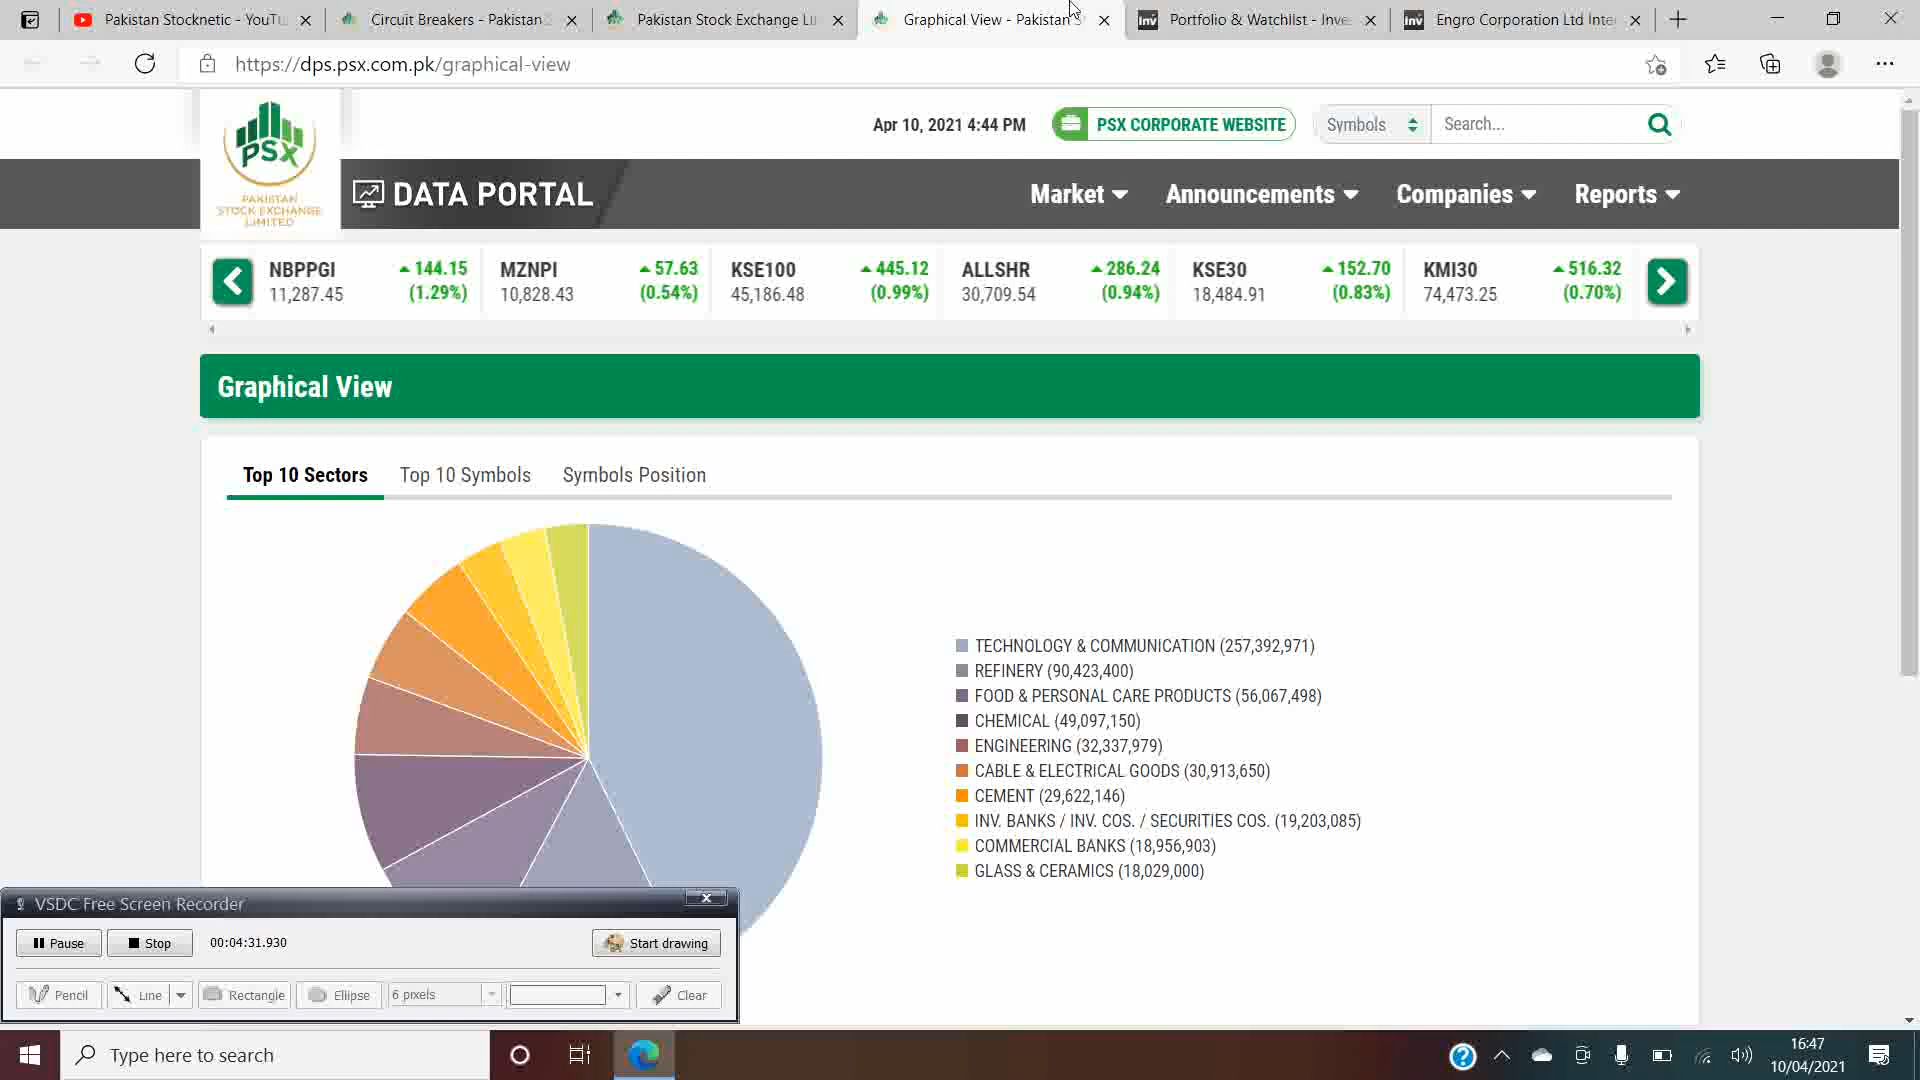 Pakistan Stocknetic - YouTu
Circuit Breakers - Pakistan S
Pakistan Stock Exchange Li
Graphical View - Pakistan
Portfolio & Watchlist - Inve
Engro Corporation Ltd Inte
https://dps.psx.com.pk/graphical-view
PSX
PAKISTAN
STOCK EXCHANGE
LIMITED
Apr 10, 2021 4:44 PM
PSX CORPORATE WEBSITE
Symbols
Search...
DATA PORTAL
Market
Announcements
Companies
Reports
NBPPGI 144.15
11,287.45 (1.29%)
MZNPI 57.63
10,828.43 (0.54%)
KSE100 445.12
45,186.48 (0.99%)
ALLSHR 286.24
30,709.54 (0.94%)
KSE30 152.70
18,484.91 (0.83%)
KMI30 516.32
74,473.25 (0.70%)
Graphical View
Top 10 Sectors
Top 10 Symbols
Symbols Position
TECHNOLOGY & COMMUNICATION (257,392,971)
REFINERY (90,423,400)
FOOD & PERSONAL CARE PRODUCTS (56,067,498)
CHEMICAL (49,097,150)
ENGINEERING (32,337,979)
CABLE & ELECTRICAL GOODS (30,913,650)
CEMENT (29,622,146)
INV. BANKS / INV. COS. / SECURITIES COS. (19,203,085)
COMMERCIAL BANKS (18,956,903)
GLASS & CERAMICS (18,029,000)
VSDC Free Screen Recorder
Pause
Stop
00:04:31.930
Start drawing
Pencil
Line
Rectangle
Ellipse
6 pixels
Clear
Type here to search
16:47
10/04/2021